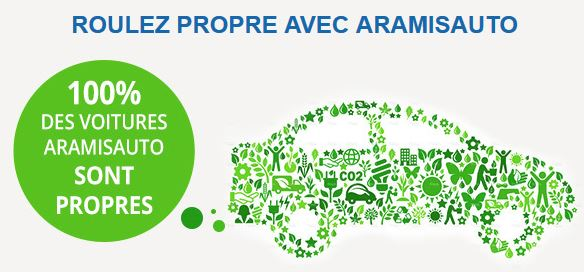 ROULEZ PROPRE AVEC ARAMISAUTO
100%
DES VOITURES
ARAMISAUTO
SONT
PROPRES
CO2